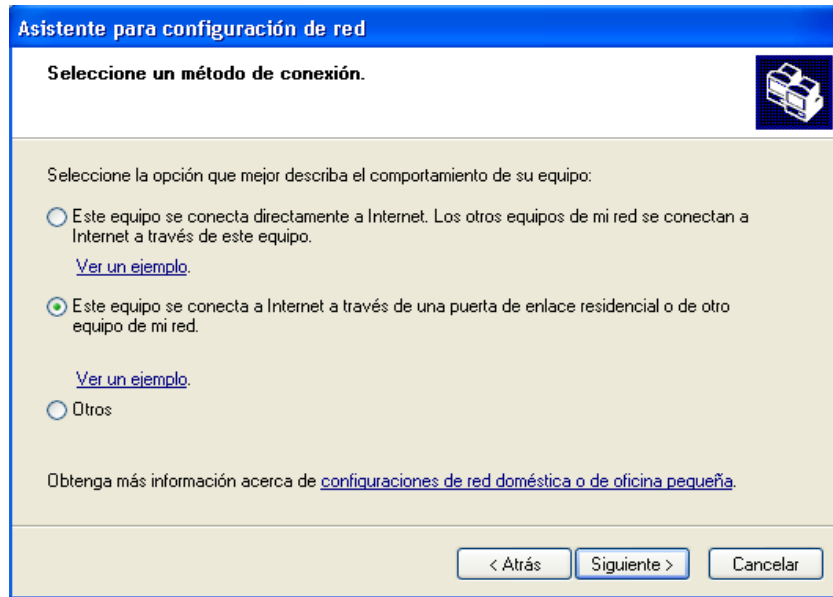 Asistente para configuración de red
Seleccione un método de conexión.
Seleccione la opción que mejor describa el comportamiento de su equipo:
Este equipo se conecta directamente a Internet. Los otros equipos de mi red se conectan a
Internet a través de este equipo.
Ver un ejemplo.
Este equipo se conecta a Internet a través de una puerta de enlace residencial o de otro
equipo de mi red.
Ver un ejemplo.
Otros
Obtenga más información acerca de configuraciones de red doméstica o de oficina pequeña.
< Atrás Siguiente > Cancelar